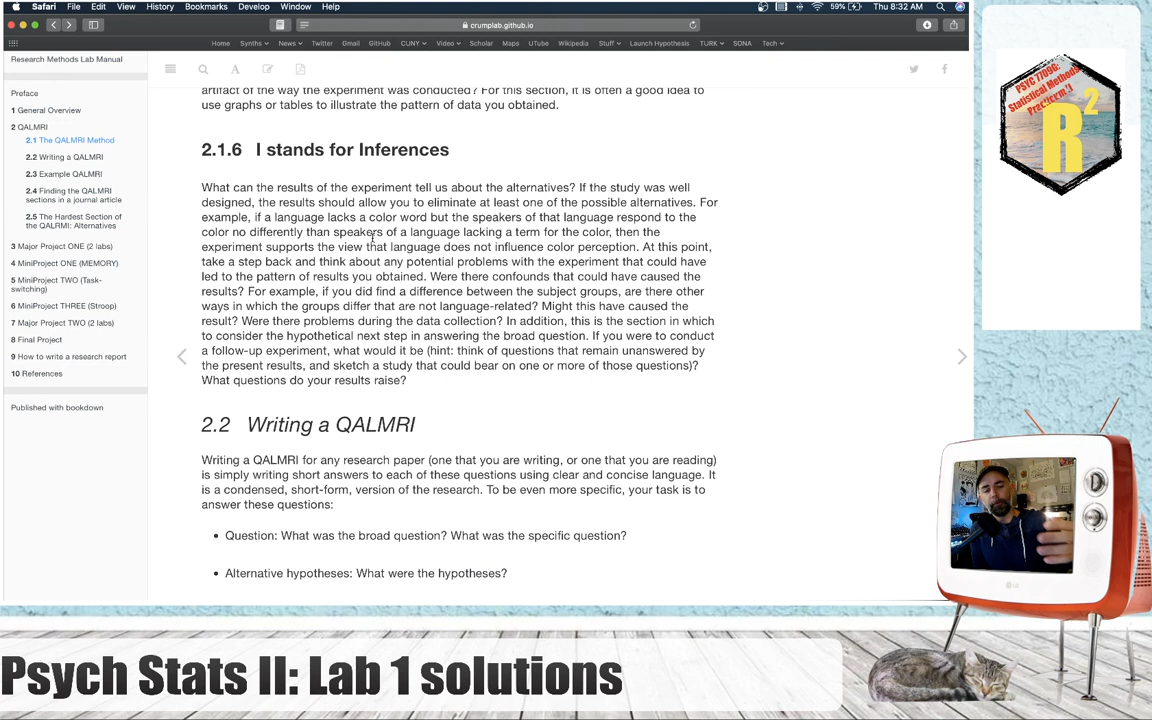 Safari File Edit View History Bookmarks Develop Window Help
59% Thu 8:32 AM
crumplab.github.io
Home Synths News Twitter Gmail GitHub CUNY Video Scholar Maps UTube Wikipedia Stuff Launch Hypothesis TURK SONA Tech
Research Methods Lab Manual
Preface
1 General Overview
2 QALMRI
2.1 The QALMRI Method
2.2 Writing a QALMRI
2.3 Example QALMRI
2.4 Finding the QALMRI
sections in a journal article
2.5 The Hardest Section of
the QALMRI: Alternatives
3 Major Project ONE (2 labs)
4 MiniProject ONE (MEMORY)
5 MiniProject TWO (Task-
switching)
6 MiniProject THREE (Stroop)
7 Major Project TWO (2 labs)
8 Final Project
9 How to write a research report
10 References
Published with bookdown
A
artifact of the way the experiment was conducted? For this section, it is often a good idea to
use graphs or tables to illustrate the pattern of data you obtained.
2.1.6 I stands for Inferences
What can the results of the experiment tell us about the alternatives? If the study was well
designed, the results should allow you to eliminate at least one of the possible alternatives. For
example, if a language lacks a color word but the speakers of that language respond to the
color no differently than speakers of a language lacking a term for the color, then the
experiment supports the view that language does not influence color perception. At this point,
take a step back and think about any potential problems with the experiment that could have
led to the pattern of results you obtained. Were there confounds that could have caused the
results? For example, if you did find a difference between the subject groups, are there other
ways in which the groups differ that are not language-related? Might this have caused the
result? Were there problems during the data collection? In addition, this is the section in which
to consider the hypothetical next step in answering the broad question. If you were to conduct
a follow-up experiment, what would it be (hint: think of questions that remain unanswered by
the present results, and sketch a study that could bear on one or more of those questions)?
What questions do your results raise?
2.2 Writing a QALMRI
Writing a QALMRI for any research paper (one that you are writing, or one that you are reading)
is simply writing short answers to each of these questions using clear and concise language. It
is a condensed, short-form, version of the research. To be even more specific, your task is to
answer these questions:
• Question: What was the broad question? What was the specific question?
• Alternative hypotheses: What were the hypotheses?
PSYC 7709G:
Statistical Methods
Practicum 1
R2
LG
Psych Stats II: Lab 1 solutions